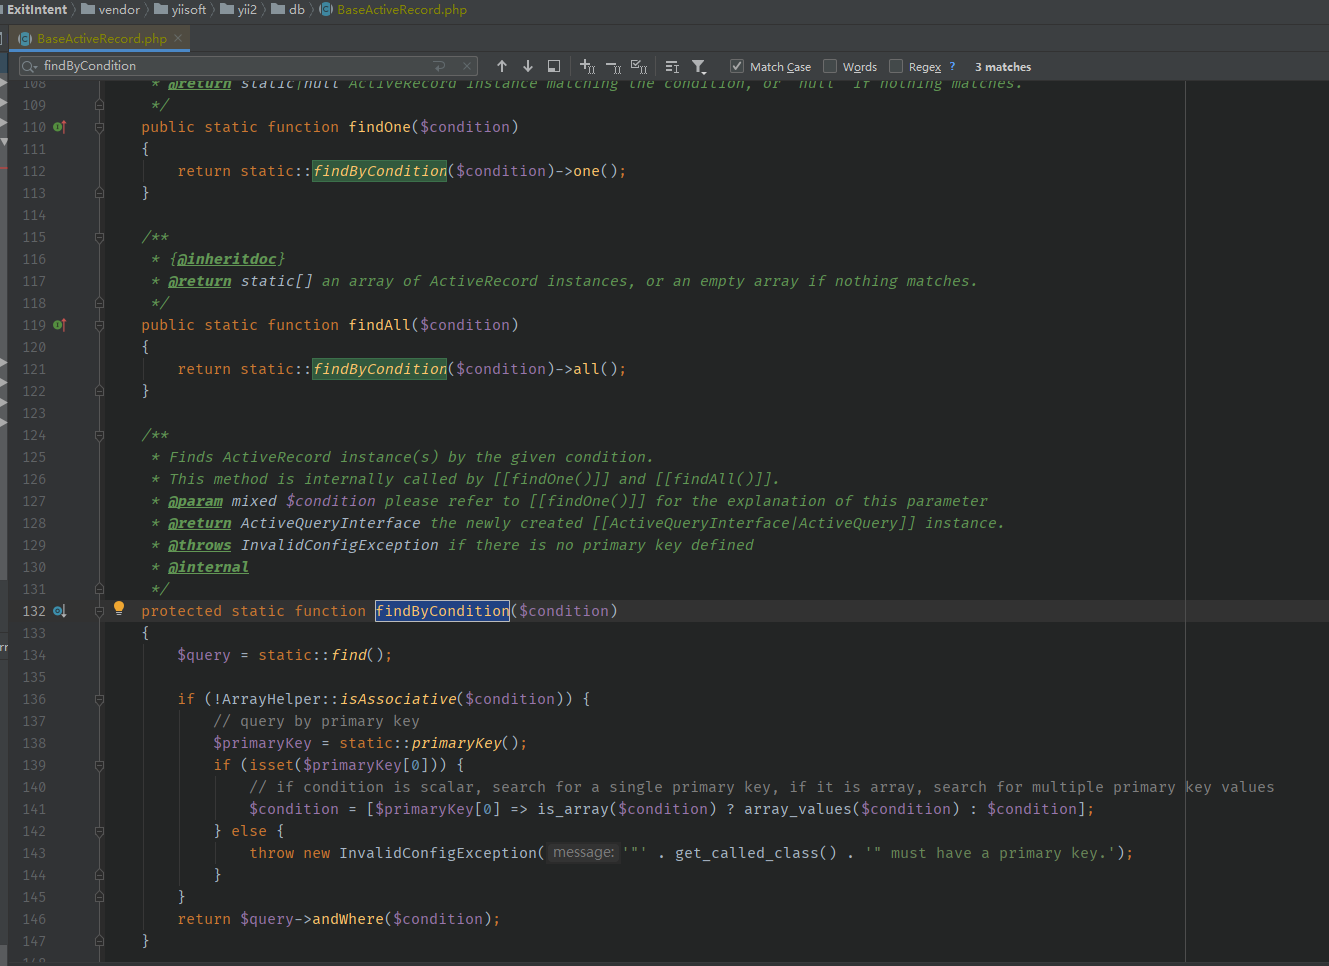 ExitIntent vendor yiisoft yii2 db BaseActiveRecord.php
BaseActiveRecord.php
findByCondition Match Case Words Regex ? 3 matches
108 * @return static|null ActiveRecord instance matching the condition, or `null` if nothing matches.
109 */
110 public static function findOne($condition)
111 {
112 return static::findByCondition($condition)->one();
113 }
114
115 /**
116 * {@inheritdoc}
117 * @return static[] an array of ActiveRecord instances, or an empty array if nothing matches.
118 */
119 public static function findAll($condition)
120 {
121 return static::findByCondition($condition)->all();
122 }
123
124 /**
125 * Finds ActiveRecord instance(s) by the given condition.
126 * This method is internally called by [[findOne()]] and [[findAll()]].
127 * @param mixed $condition please refer to [[findOne()]] for the explanation of this parameter
128 * @return ActiveQueryInterface the newly created [[ActiveQueryInterface|ActiveQuery]] instance.
129 * @throws InvalidConfigException if there is no primary key defined
130 * @internal
131 */
132 protected static function findByCondition($condition)
133 {
134 $query = static::find();
135
136 if (!ArrayHelper::isAssociative($condition)) {
137 // query by primary key
138 $primaryKey = static::primaryKey();
139 if (isset($primaryKey[0])) {
140 // if condition is scalar, search for a single primary key, if it is array, search for multiple primary key values
141 $condition = [$primaryKey[0] => is_array($condition) ? array_values($condition) : $condition];
142 } else {
143 throw new InvalidConfigException( message: '"' . get_called_class() . '" must have a primary key.');
144 }
145 }
146 return $query->andWhere($condition);
147 }